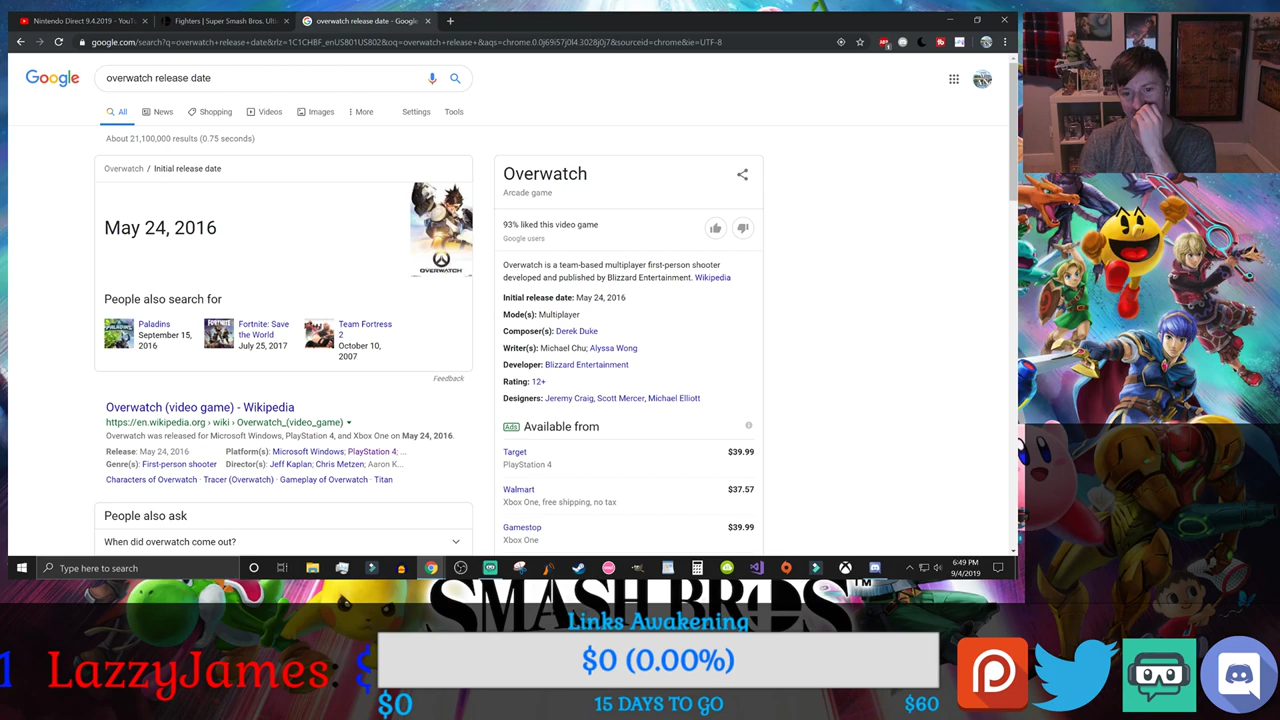 Nintendo Direct 9.4.2019 - YouTu
Fighters | Super Smash Bros. Ulti
overwatch release date - Google
google.com/search?q=overwatch+release+date&rlz=1C1CHBF_enUS801US802&oq=overwatch+release+&aqs=chrome.0.0j69i57j0l4.3028j0j7&sourceid=chrome&ie=UTF-8
Google
overwatch release date
All News Shopping Videos Images More Settings Tools
About 21,100,000 results (0.75 seconds)
Overwatch / Initial release date
May 24, 2016
OVERWATCH
People also search for
Paladins
September 15,
2016
Fortnite: Save
the World
July 25, 2017
Team Fortress
2
October 10,
2007
Feedback
Overwatch (video game) - Wikipedia
https://en.wikipedia.org › wiki › Overwatch_(video_game)
Overwatch was released for Microsoft Windows, PlayStation 4, and Xbox One on May 24, 2016.
Release: May 24, 2016 Platform(s): Microsoft Windows; PlayStation 4; ...
Genre(s): First-person shooter Director(s): Jeff Kaplan; Chris Metzen; Aaron K...
Characters of Overwatch · Tracer (Overwatch) · Gameplay of Overwatch · Titan
People also ask
When did overwatch come out?
Overwatch
Arcade game
93% liked this video game
Google users
Overwatch is a team-based multiplayer first-person shooter
developed and published by Blizzard Entertainment. Wikipedia
Initial release date: May 24, 2016
Mode(s): Multiplayer
Composer(s): Derek Duke
Writer(s): Michael Chu; Alyssa Wong
Developer: Blizzard Entertainment
Rating: 12+
Designers: Jeremy Craig, Scott Mercer, Michael Elliott
Ads Available from
Target $39.99
PlayStation 4
Walmart $37.57
Xbox One, free shipping, no tax
Gamestop $39.99
Xbox One
Type here to search
6:49 PM
9/4/2019
SMASH BROS™
Links Awakening
1 LazzyJames: $
$0 (0.00%)
$0 15 DAYS TO GO $60